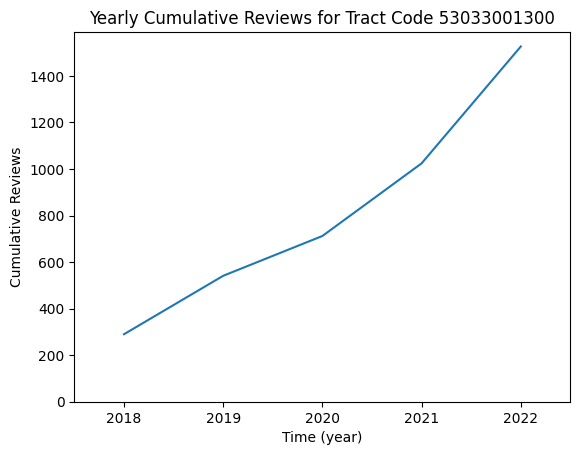 Yearly Cumulative Reviews for Tract Code 53033001300
Cumulative Reviews
1400
1200
1000
800
600
400
200
0
2018 2019 2020 2021 2022
Time (year)